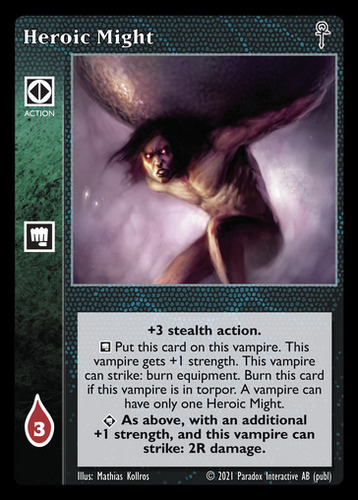 Heroic Might
ACTION
+3 stealth action.
Put this card on this vampire. This
vampire gets +1 strength. This vampire
can strike: burn equipment. Burn this card
if this vampire is in torpor. A vampire can
have only one Heroic Might.
As above, with an additional
+1 strength, and this vampire can
strike: 2R damage.
3
Illus: Mathias Kollros © 2021 Paradox Interactive AB (publ)